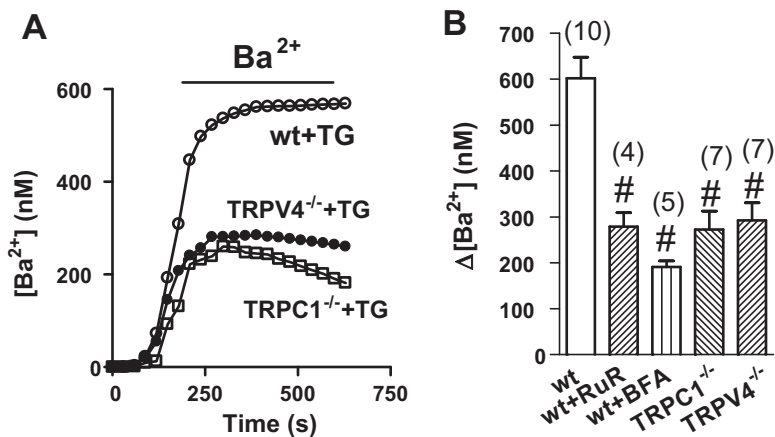 A
Ba²⁺
600
400
200
0
[Ba²⁺] (nM)
wt+TG
TRPV4⁻/⁻+TG
TRPC1⁻/⁻+TG
0
250
500
750
Time (s)
B
700
600
500
400
300
200
100
0
Δ[Ba²⁺] (nM)
(10)
(4)
#
(5)
#
(7)
#
(7)
#
wt
wt+RuR
wt+BFA
TRPC1⁻/⁻
TRPV4⁻/⁻